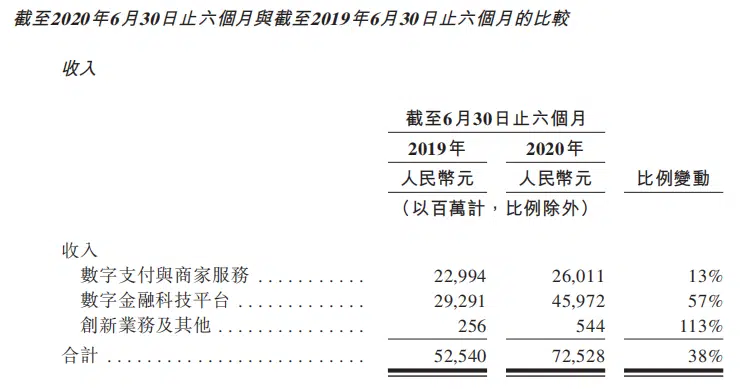 截至2020年6月30日止六個月與截至2019年6月30日止六個月的比較
收入
截至6月30日止六個月
2019年 2020年
人民幣元 人民幣元 比例變動
（以百萬計，比例除外）
收入
數字支付與商家服務 ............ 22,994 26,011 13%
數字金融科技平台 .............. 29,291 45,972 57%
創新業務及其他 ................ 256 544 113%
合計 .......................... 52,540 72,528 38%